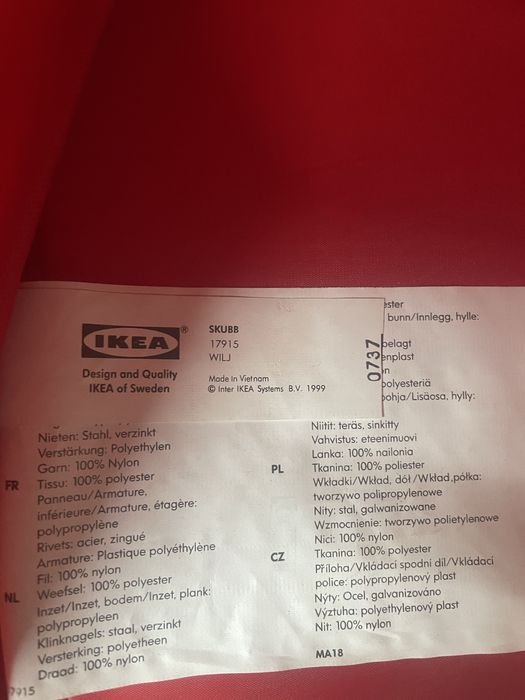 IKEA®
Design and Quality
IKEA of Sweden
SKUBB
17915
WILJ
Made in Vietnam
© Inter IKEA Systems B.V. 1999
0737
ester
bunn/Innlegg, hylle:
belagt
enplast
n
polyesteriä
pohja/Lisäosa, hylly:
Nieten: Stahl, verzinkt
Verstärkung: Polyethylen
Garn: 100% Nylon
FR Tissu: 100% polyester
Panneau/Armature,
inférieure/Armature, étagère:
polypropylène
Rivets: acier, zingué
Armature: Plastique polyéthylène
Fil: 100% nylon
NL Weefsel: 100% polyester
Inzet/Inzet, bodem/Inzet, plank:
polypropyleen
Klinknagels: staal, verzinkt
Versterking: polyetheen
Draad: 100% nylon
7915
Niitit: teräs, sinkitty
Vahvistus: eteenimuovi
Lanka: 100% nailonia
PL Tkanina: 100% poliester
Wkładki/Wkład, dół/Wkład,półka:
tworzywo polipropylenowe
Nity: stal, galwanizowane
Wzmocnienie: tworzywo polietylenowe
Nici: 100% nylon
CZ Tkanina: 100% polyester
Příloha/Vkládací spodní díl/Vkládací
police: polypropylenový plast
Nýty: Ocel, galvanizováno
Výztuha: polyethylenový plast
Nit: 100% nylon
MA18